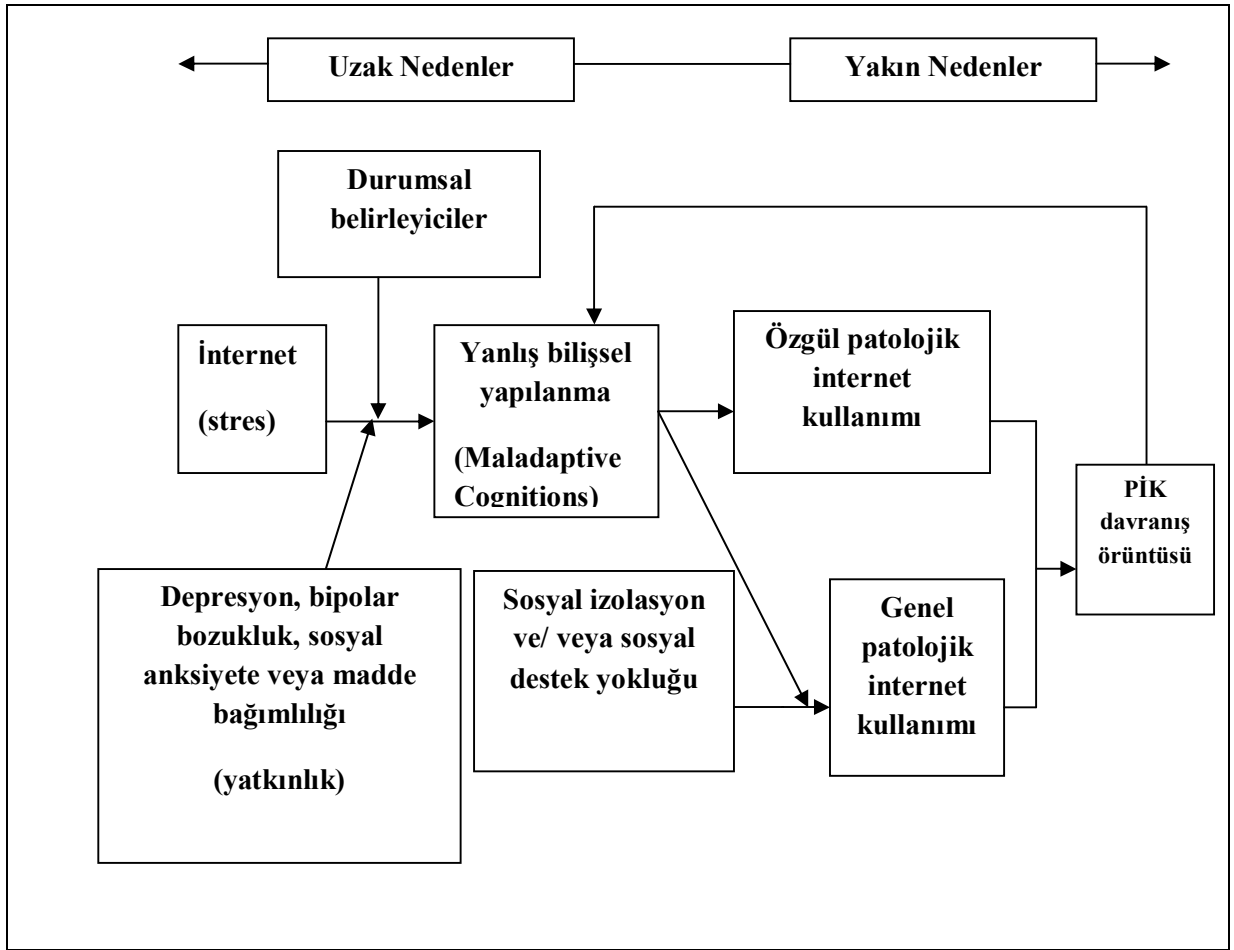 Uzak Nedenler
Yakın Nedenler
Durumsal
belirleyiciler
İnternet
(stres)
Yanlış bilişsel
yapılanma
(Maladaptive
Cognitions)
Özgül patolojik
internet
kullanımı
PİK
davranış
örüntüsü
Depresyon, bipolar
bozukluk, sosyal
anksiyete veya madde
bağımlılığı
(yatkınlık)
Sosyal izolasyon
ve/ veya sosyal
destek yokluğu
Genel
patolojik
internet
kullanımı